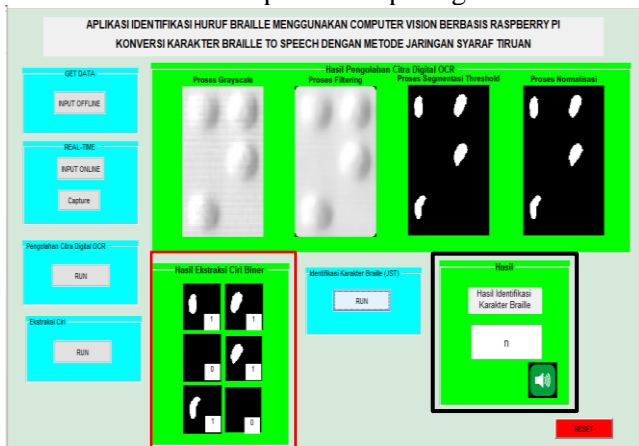 APLIKASI IDENTIFIKASI HURUF BRAILLE MENGGUNAKAN COMPUTER VISION BERBASIS RASPBERRY PI
KONVERSI KARAKTER BRAILLE TO SPEECH DENGAN METODE JARINGAN SYARAF TIRUAN
GET DATA
INPUT OFFLINE
REAL-TIME
INPUT ONLINE
Capture
Pengolahan Citra Digital OCR
RUN
Ekstraksi Ciri
RUN
Hasil Pengolahan Citra Digital OCR
Proses Grayscale
Proses Filtering
Proses Segmentasi Threshold
Proses Normalisasi
Hasil Ekstraksi Ciri Biner
1 1
0 1
1 0
Identifikasi Karakter Braille (JST)
RUN
Hasil
Hasil Identifikasi
Karakter Braille
n
RESET